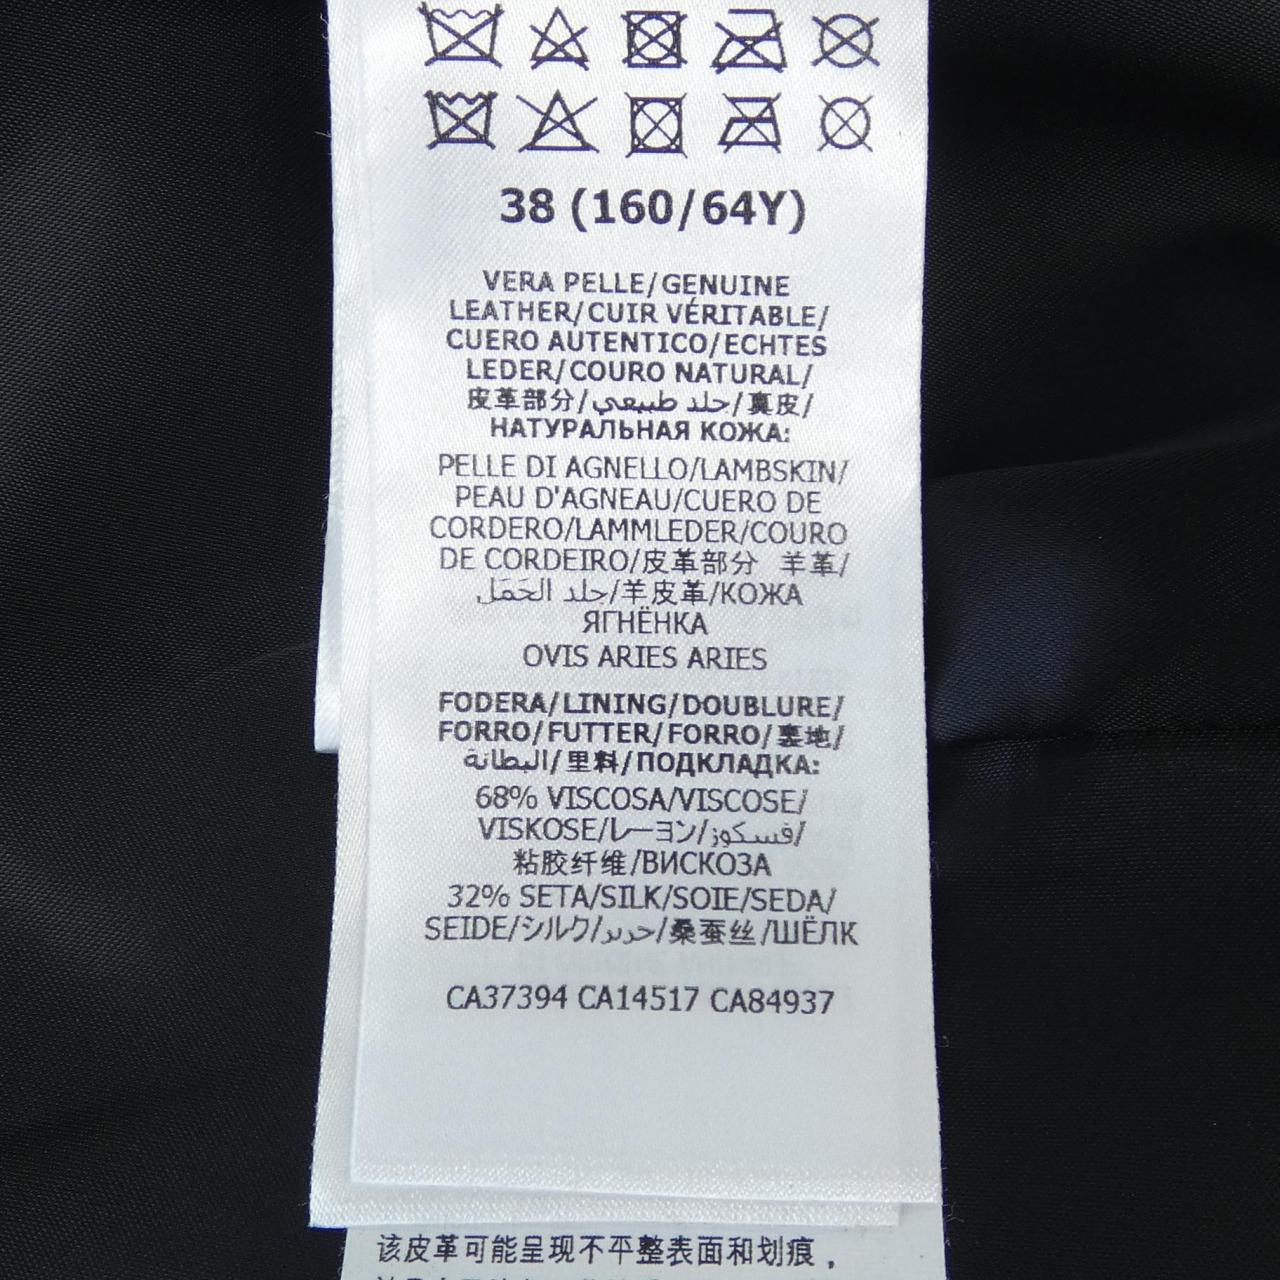 38 (160/64Y)
VERA PELLE/GENUINE
LEATHER/CUIR VÉRITABLE/
CUERO AUTENTICO/ECHTES
LEDER/COURO NATURAL/
皮革部分/جلد طبيعي/真皮/
НАТУРАЛЬНАЯ КОЖА:
PELLE DI AGNELLO/LAMBSKIN/
PEAU D'AGNEAU/CUERO DE
CORDERO/LAMMLEDER/COURO
DE CORDEIRO/皮革部分 羊革/
جلد الحَمَل/羊皮革/КОЖА
ЯГНЁНКА
OVIS ARIES ARIES
FODERA/LINING/DOUBLURE/
FORRO/FUTTER/FORRO/裏地/
البطانة/里料/ПОДКЛАДКА:
68% VISCOSA/VISCOSE/
VISKOSE/レーヨン/فسكوز/
粘胶纤维/ВИСКОЗА
32% SETA/SILK/SOIE/SEDA/
SEIDE/シルク/حرير/桑蚕丝/ШЁЛК
CA37394 CA14517 CA84937
该皮革可能呈现不平整表面和划痕，